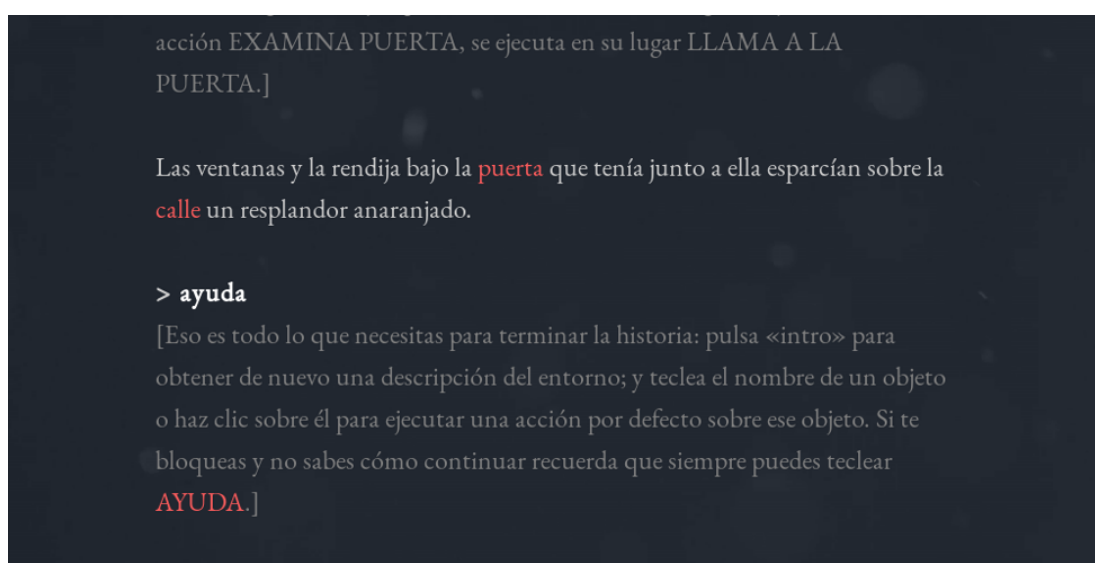 acción EXAMINA PUERTA, se ejecuta en su lugar LLAMA A LA
PUERTA.]
Las ventanas y la rendija bajo la puerta que tenía junto a ella esparcían sobre la
calle un resplandor anaranjado.
> ayuda
[Eso es todo lo que necesitas para terminar la historia: pulsa «intro» para
obtener de nuevo una descripción del entorno; y teclea el nombre de un objeto
o haz clic sobre él para ejecutar una acción por defecto sobre ese objeto. Si te
bloqueas y no sabes cómo continuar recuerda que siempre puedes teclear
AYUDA.]